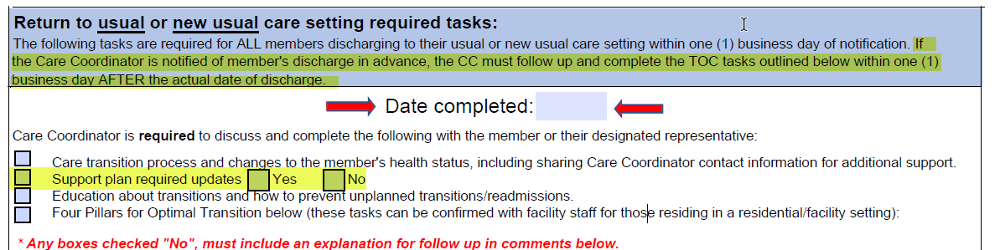 Return to usual or new usual care setting required tasks:
The following tasks are required for ALL members discharging to their usual or new usual care setting within one (1) business day of notification. If
the Care Coordinator is notified of member's discharge in advance, the CC must follow up and complete the TOC tasks outlined below within one (1)
business day AFTER the actual date of discharge.
Date completed:
Care Coordinator is required to discuss and complete the following with the member or their designated representative:
Care transition process and changes to the member's health status, including sharing Care Coordinator contact information for additional support.
Support plan required updates Yes No
Education about transitions and how to prevent unplanned transitions/readmissions.
Four Pillars for Optimal Transition below (these tasks can be confirmed with facility staff for those residing in a residential/facility setting):
* Any boxes checked "No", must include an explanation for follow up in comments below.